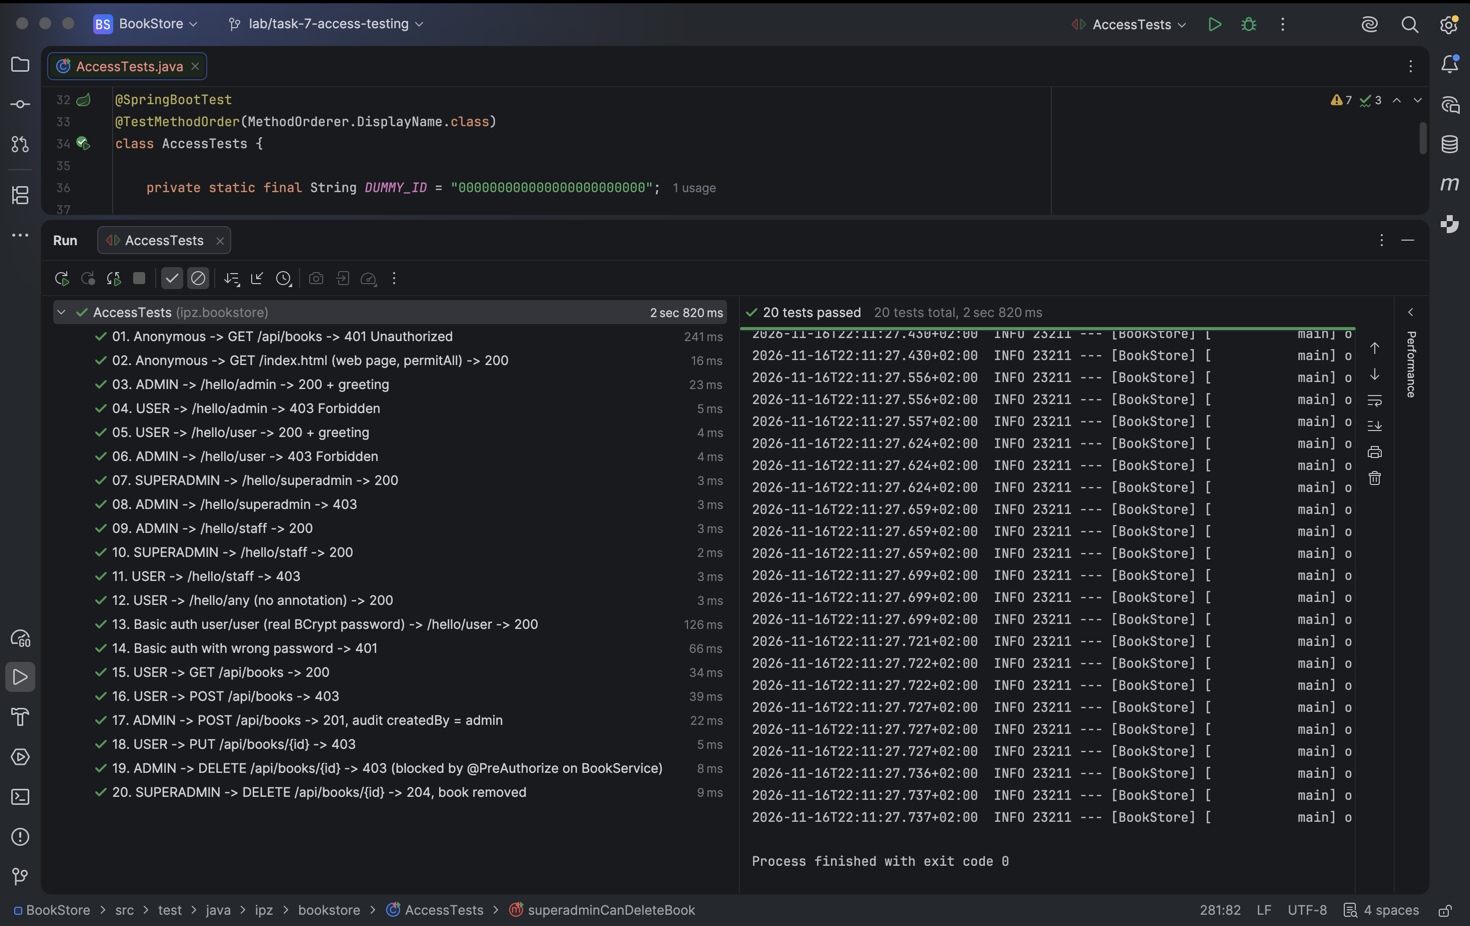 BS BookStore lab/task-7-access-testing AccessTests
AccessTests.java
32 @SpringBootTest
33 @TestMethodOrder(MethodOrderer.DisplayName.class)
34 class AccessTests {
35
36 private static final String DUMMY_ID = "000000000000000000000000"; 1 usage
37
7 3
Run AccessTests
AccessTests (ipz.bookstore) 2 sec 820 ms
01. Anonymous -> GET /api/books -> 401 Unauthorized 241 ms
02. Anonymous -> GET /index.html (web page, permitAll) -> 200 16 ms
03. ADMIN -> /hello/admin -> 200 + greeting 23 ms
04. USER -> /hello/admin -> 403 Forbidden 5 ms
05. USER -> /hello/user -> 200 + greeting 4 ms
06. ADMIN -> /hello/user -> 403 Forbidden 4 ms
07. SUPERADMIN -> /hello/superadmin -> 200 3 ms
08. ADMIN -> /hello/superadmin -> 403 3 ms
09. ADMIN -> /hello/staff -> 200 3 ms
10. SUPERADMIN -> /hello/staff -> 200 2 ms
11. USER -> /hello/staff -> 403 3 ms
12. USER -> /hello/any (no annotation) -> 200 3 ms
13. Basic auth user/user (real BCrypt password) -> /hello/user -> 200 126 ms
14. Basic auth with wrong password -> 401 66 ms
15. USER -> GET /api/books -> 200 34 ms
16. USER -> POST /api/books -> 403 39 ms
17. ADMIN -> POST /api/books -> 201, audit createdBy = admin 22 ms
18. USER -> PUT /api/books/{id} -> 403 5 ms
19. ADMIN -> DELETE /api/books/{id} -> 403 (blocked by @PreAuthorize on BookService) 8 ms
20. SUPERADMIN -> DELETE /api/books/{id} -> 204, book removed 9 ms
20 tests passed 20 tests total, 2 sec 820 ms
2026-11-16T22:11:27.430+02:00 INFO 23211 --- [BookStore] [ main] o
2026-11-16T22:11:27.430+02:00 INFO 23211 --- [BookStore] [ main] o
2026-11-16T22:11:27.556+02:00 INFO 23211 --- [BookStore] [ main] o
2026-11-16T22:11:27.556+02:00 INFO 23211 --- [BookStore] [ main] o
2026-11-16T22:11:27.557+02:00 INFO 23211 --- [BookStore] [ main] o
2026-11-16T22:11:27.624+02:00 INFO 23211 --- [BookStore] [ main] o
2026-11-16T22:11:27.624+02:00 INFO 23211 --- [BookStore] [ main] o
2026-11-16T22:11:27.624+02:00 INFO 23211 --- [BookStore] [ main] o
2026-11-16T22:11:27.659+02:00 INFO 23211 --- [BookStore] [ main] o
2026-11-16T22:11:27.659+02:00 INFO 23211 --- [BookStore] [ main] o
2026-11-16T22:11:27.659+02:00 INFO 23211 --- [BookStore] [ main] o
2026-11-16T22:11:27.699+02:00 INFO 23211 --- [BookStore] [ main] o
2026-11-16T22:11:27.699+02:00 INFO 23211 --- [BookStore] [ main] o
2026-11-16T22:11:27.699+02:00 INFO 23211 --- [BookStore] [ main] o
2026-11-16T22:11:27.721+02:00 INFO 23211 --- [BookStore] [ main] o
2026-11-16T22:11:27.722+02:00 INFO 23211 --- [BookStore] [ main] o
2026-11-16T22:11:27.722+02:00 INFO 23211 --- [BookStore] [ main] o
2026-11-16T22:11:27.727+02:00 INFO 23211 --- [BookStore] [ main] o
2026-11-16T22:11:27.727+02:00 INFO 23211 --- [BookStore] [ main] o
2026-11-16T22:11:27.727+02:00 INFO 23211 --- [BookStore] [ main] o
2026-11-16T22:11:27.736+02:00 INFO 23211 --- [BookStore] [ main] o
2026-11-16T22:11:27.737+02:00 INFO 23211 --- [BookStore] [ main] o
2026-11-16T22:11:27.737+02:00 INFO 23211 --- [BookStore] [ main] o
Process finished with exit code 0
Performance
BookStore > src > test > java > ipz > bookstore > AccessTests > superadminCanDeleteBook 281:82 LF UTF-8 4 spaces